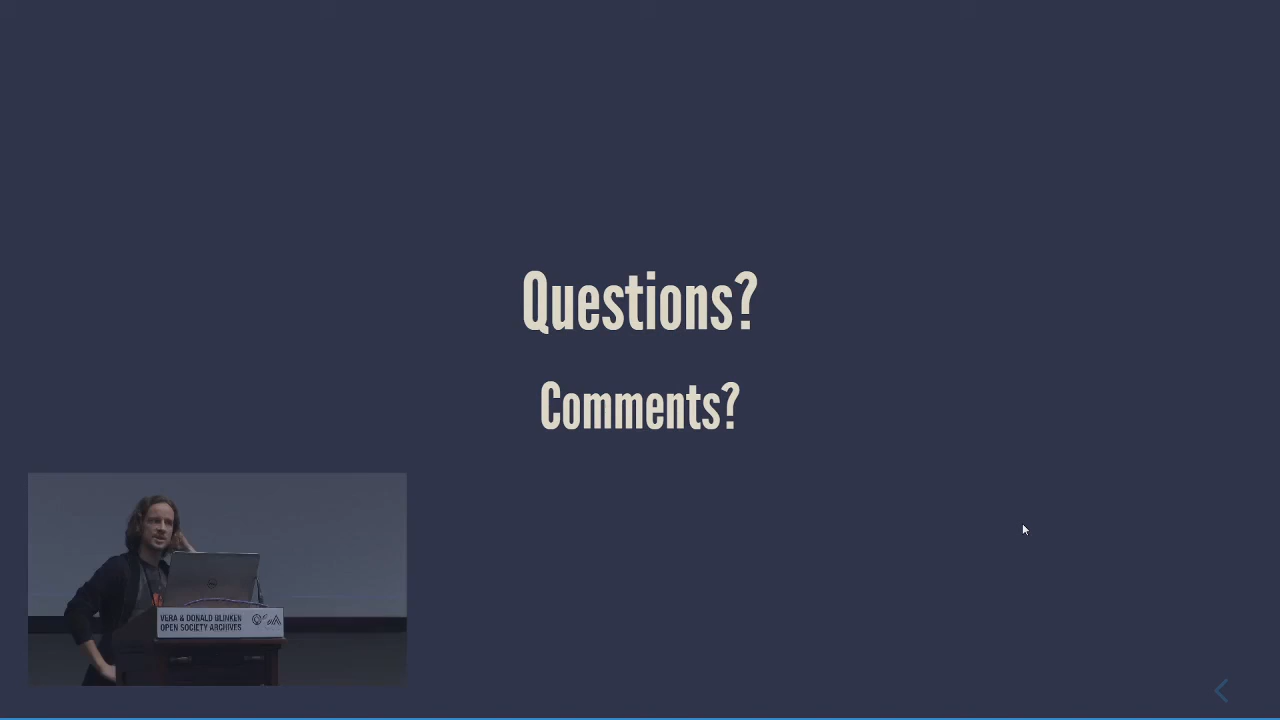 Questions?
Comments?
VERA & DONALD BLINKEN
OPEN SOCIETY ARCHIVES